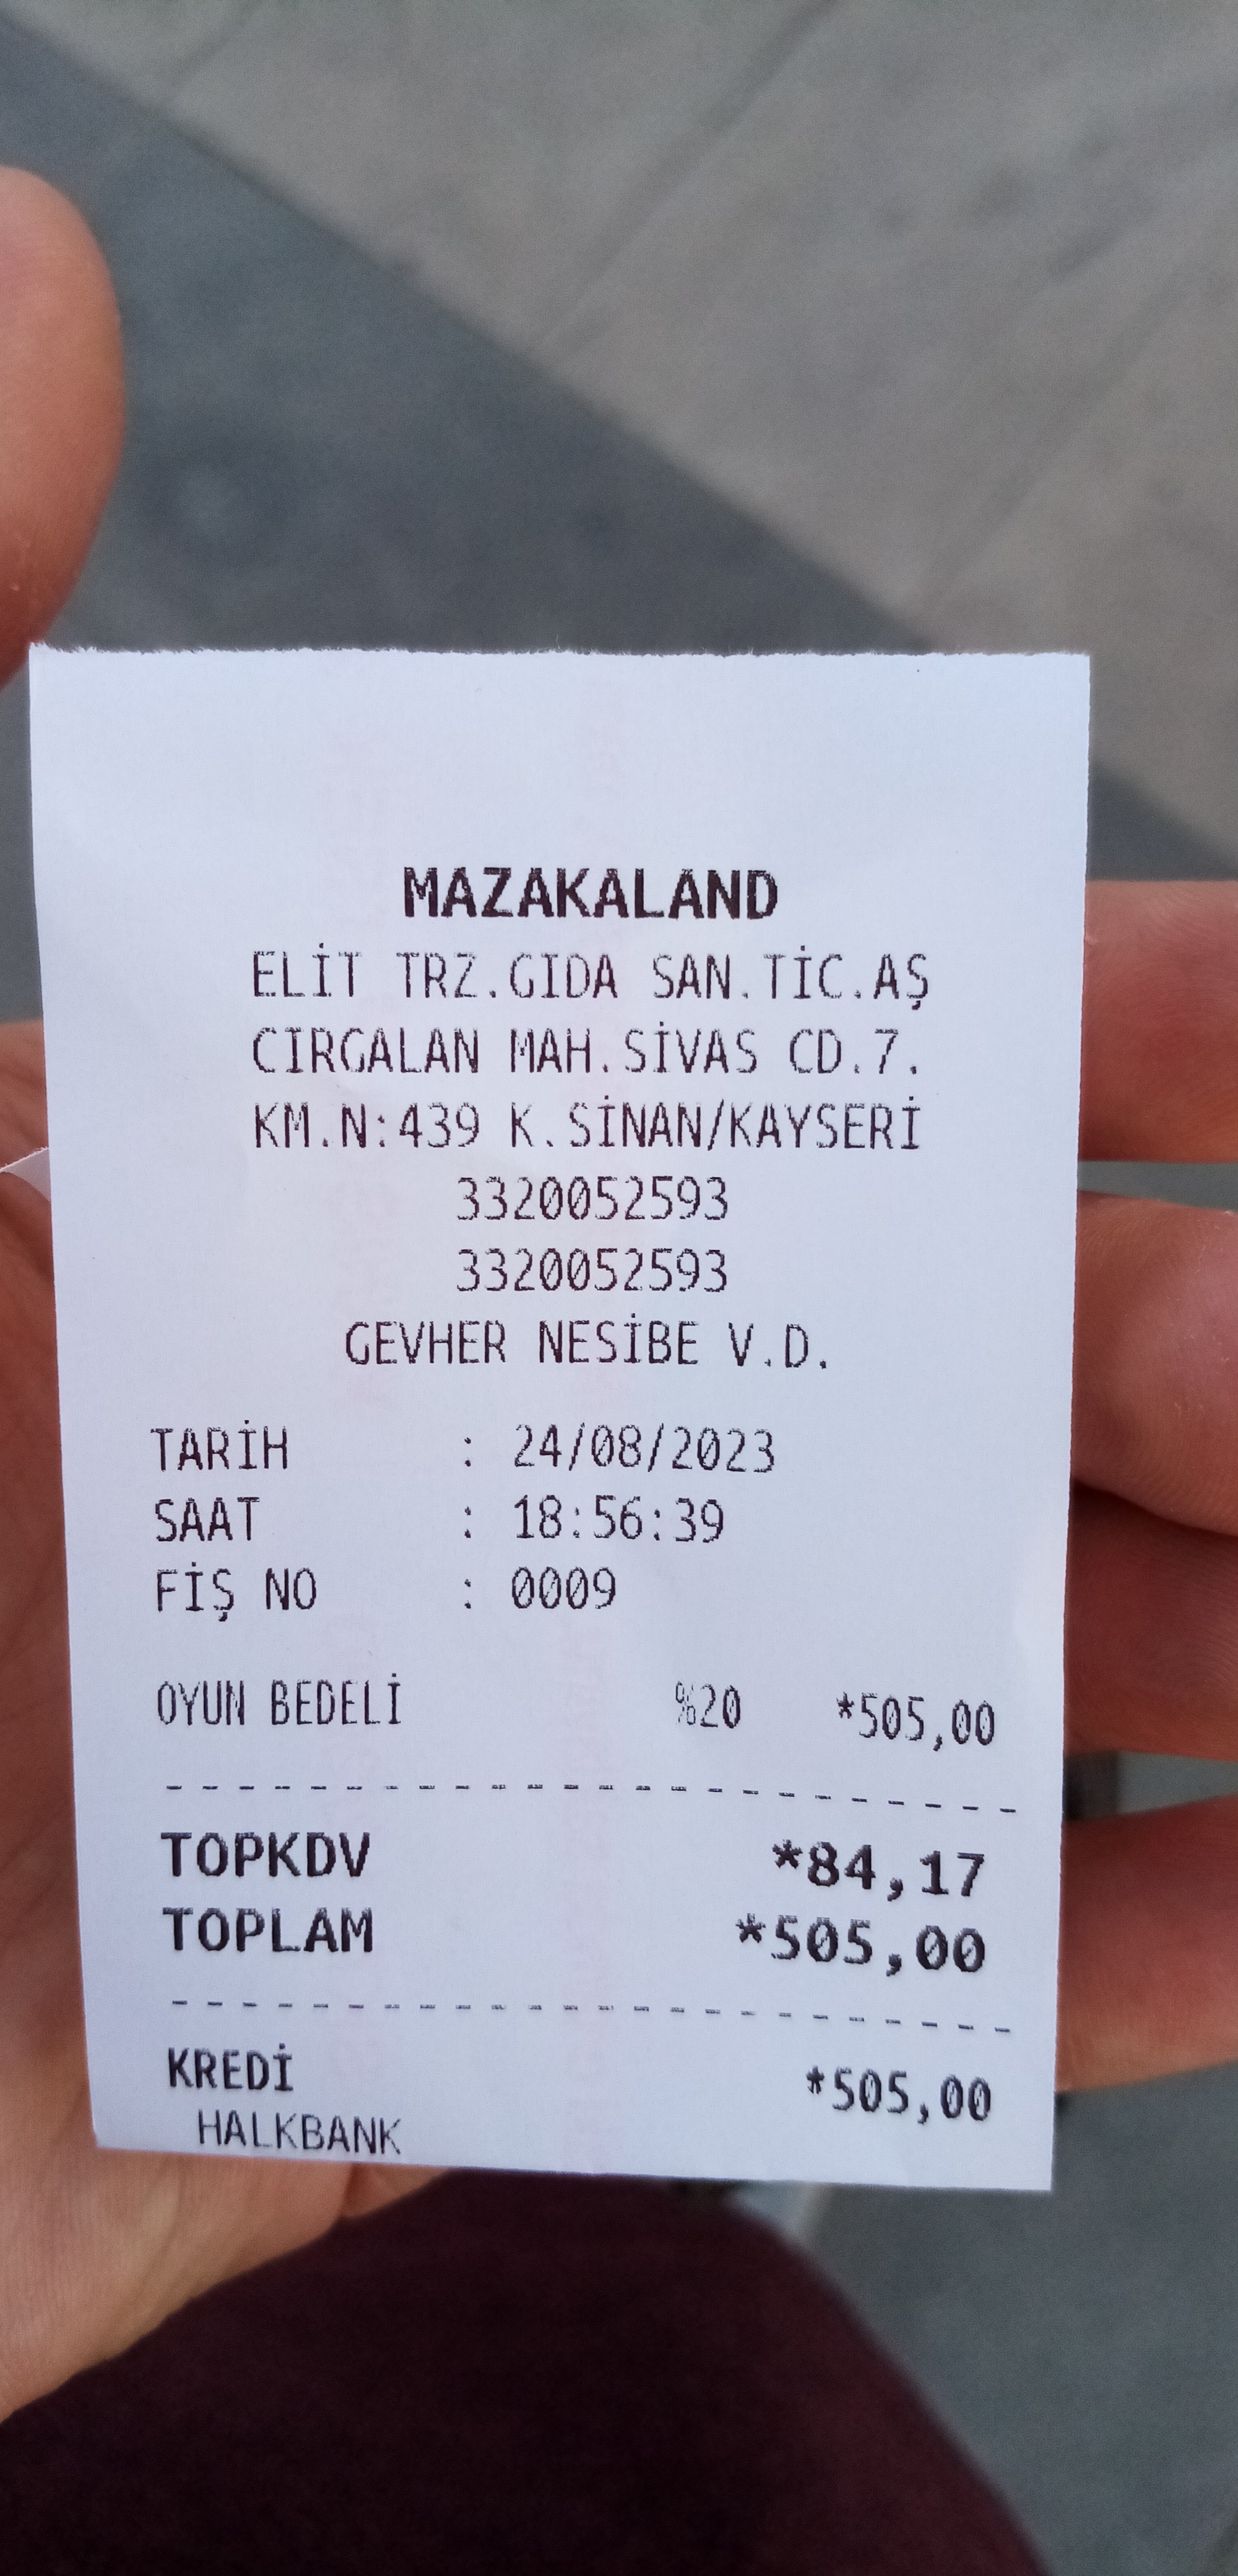 MAZAKALAND
ELİT TRZ.GIDA SAN.TİC.AŞ
CIRGALAN MAH.SİVAS CD.7.
KM.N:439 K.SİNAN/KAYSERİ
3320052593
3320052593
GEVHER NESİBE V.D.
TARİH : 24/08/2023
SAAT : 18:56:39
FİŞ NO : 0009
OYUN BEDELİ %20 *505,00
TOPKDV *84,17
TOPLAM *505,00
KREDİ *505,00
HALKBANK